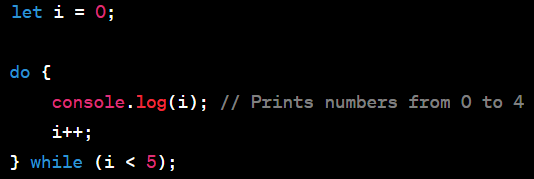 let i = 0;
do {
    console.log(i); // Prints numbers from 0 to 4
    i++;
} while (i < 5);